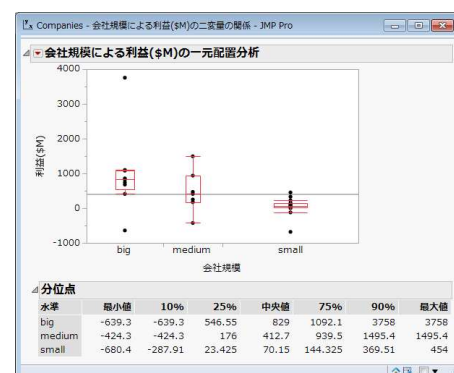 Companies - 会社規模による利益($M)の二変量の関係 - JMP Pro
会社規模による利益($M)の一元配置分析
利益($M)
4000
3000
2000
1000
0
-1000
big medium small
会社規模
分位点
水準 最小値 10% 25% 中央値 75% 90% 最大値
big -639.3 -639.3 546.55 829 1092.1 3758 3758
medium -424.3 -424.3 176 412.7 939.5 1495.4 1495.4
small -680.4 -287.91 23.425 70.15 144.325 369.51 454